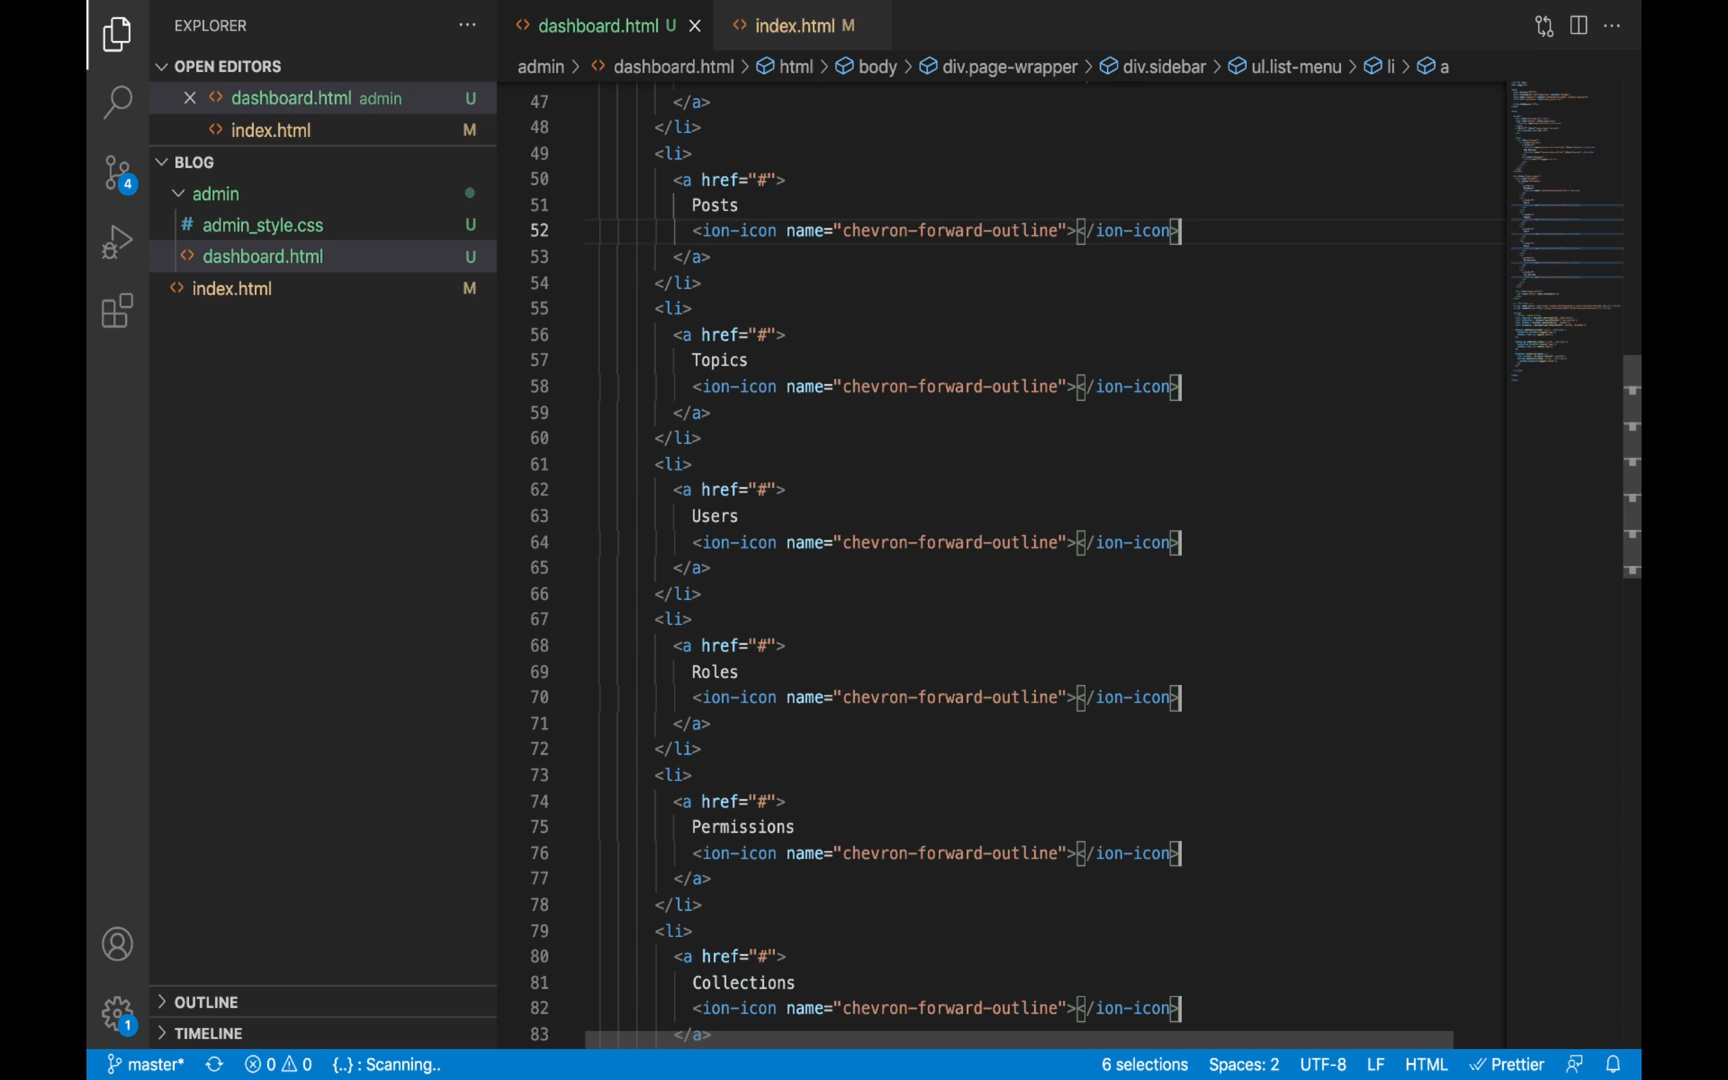 EXPLORER
dashboard.html U
index.html M
OPEN EDITORS
admin > dashboard.html > html > body > div.page-wrapper > div.sidebar > ul.list-menu > li > a
dashboard.html admin U
index.html M
BLOG
admin
admin_style.css U
dashboard.html U
index.html M
4
47 </a>
48 </li>
49 <li>
50 <a href="#">
51 Posts
52 <ion-icon name="chevron-forward-outline"></ion-icon>
53 </a>
54 </li>
55 <li>
56 <a href="#">
57 Topics
58 <ion-icon name="chevron-forward-outline"></ion-icon>
59 </a>
60 </li>
61 <li>
62 <a href="#">
63 Users
64 <ion-icon name="chevron-forward-outline"></ion-icon>
65 </a>
66 </li>
67 <li>
68 <a href="#">
69 Roles
70 <ion-icon name="chevron-forward-outline"></ion-icon>
71 </a>
72 </li>
73 <li>
74 <a href="#">
75 Permissions
76 <ion-icon name="chevron-forward-outline"></ion-icon>
77 </a>
78 </li>
79 <li>
80 <a href="#">
81 Collections
82 <ion-icon name="chevron-forward-outline"></ion-icon>
83 </a>
OUTLINE
1
TIMELINE
master* 0 0 {..} : Scanning.. 6 selections Spaces: 2 UTF-8 LF HTML Prettier